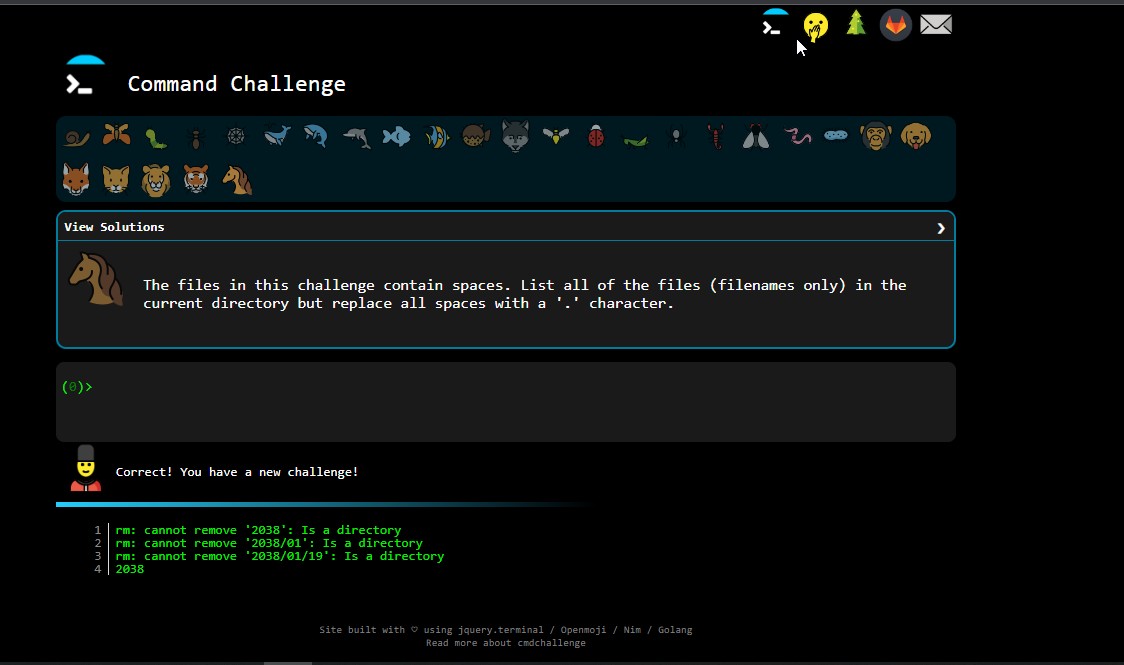 Command Challenge
View Solutions
The files in this challenge contain spaces. List all of the files (filenames only) in the
current directory but replace all spaces with a '.' character.
(0)>
Correct! You have a new challenge!
1 rm: cannot remove '2038': Is a directory
2 rm: cannot remove '2038/01': Is a directory
3 rm: cannot remove '2038/01/19': Is a directory
4 2038
Site built with ♡ using jquery.terminal / Openmoji / Nim / Golang
Read more about cmdchallenge